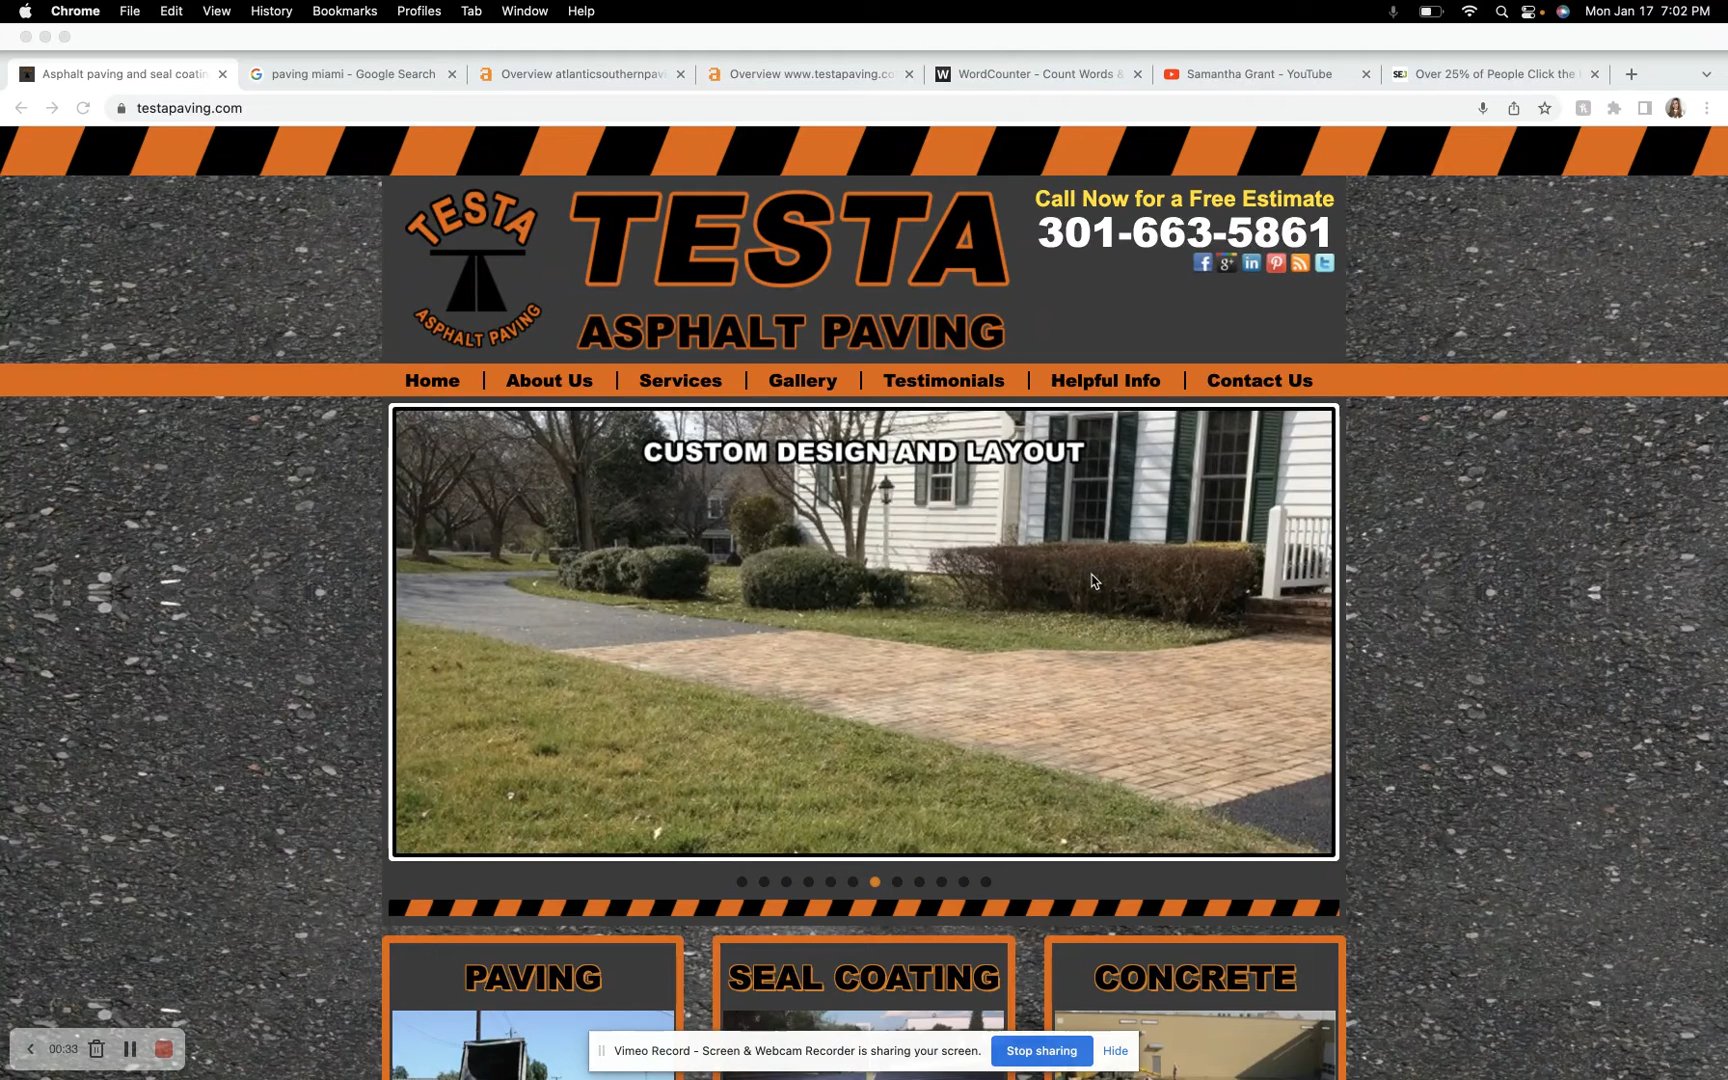 Chrome File Edit View History Bookmarks Profiles Tab Window Help Mon Jan 17 7:02 PM
Asphalt paving and seal coatin paving miami - Google Search Overview atlanticsouthernpavi Overview www.testapaving.co WordCounter - Count Words & Samantha Grant - YouTube Over 25% of People Click the
testapaving.com
TESTA
ASPHALT PAVING
TESTA
ASPHALT PAVING
Call Now for a Free Estimate
301-663-5861
Home About Us Services Gallery Testimonials Helpful Info Contact Us
CUSTOM DESIGN AND LAYOUT
PAVING SEAL COATING CONCRETE
00:33
Vimeo Record - Screen & Webcam Recorder is sharing your screen. Stop sharing Hide